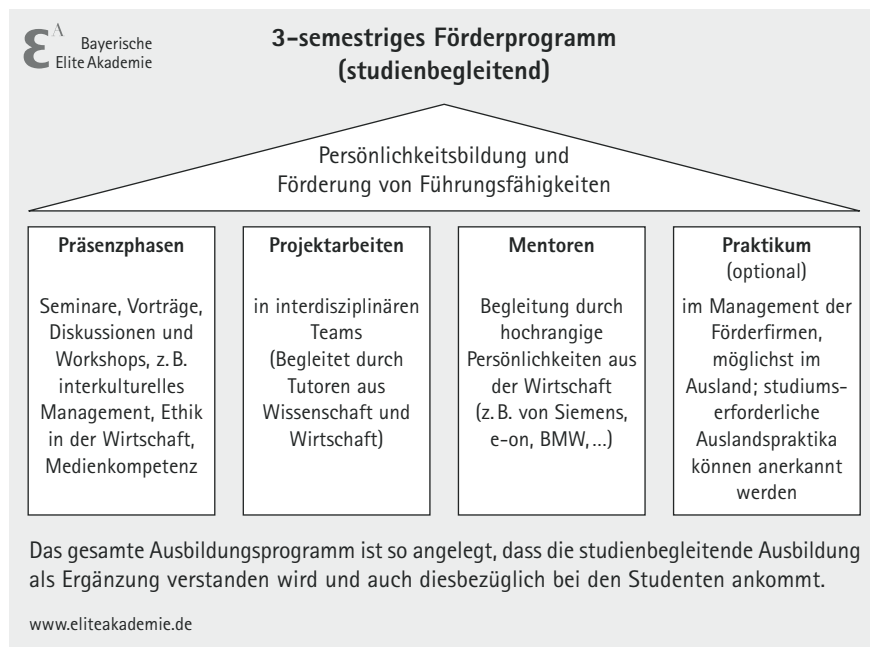 εA Bayerische
Elite Akademie
3-semestriges Förderprogramm
(studienbegleitend)
Persönlichkeitsbildung und
Förderung von Führungsfähigkeiten
Präsenzphasen
Seminare, Vorträge,
Diskussionen und
Workshops, z. B.
interkulturelles
Management, Ethik
in der Wirtschaft,
Medienkompetenz
Projektarbeiten
in interdisziplinären
Teams
(Begleitet durch
Tutoren aus
Wissenschaft und
Wirtschaft)
Mentoren
Begleitung durch
hochrangige
Persönlichkeiten aus
der Wirtschaft
(z. B. von Siemens,
e-on, BMW, ...)
Praktikum
(optional)
im Management der
Förderfirmen,
möglichst im
Ausland; studiums-
erforderliche
Auslandspraktika
können anerkannt
werden
Das gesamte Ausbildungsprogramm ist so angelegt, dass die studienbegleitende Ausbildung
als Ergänzung verstanden wird und auch diesbezüglich bei den Studenten ankommt.
www.eliteakademie.de